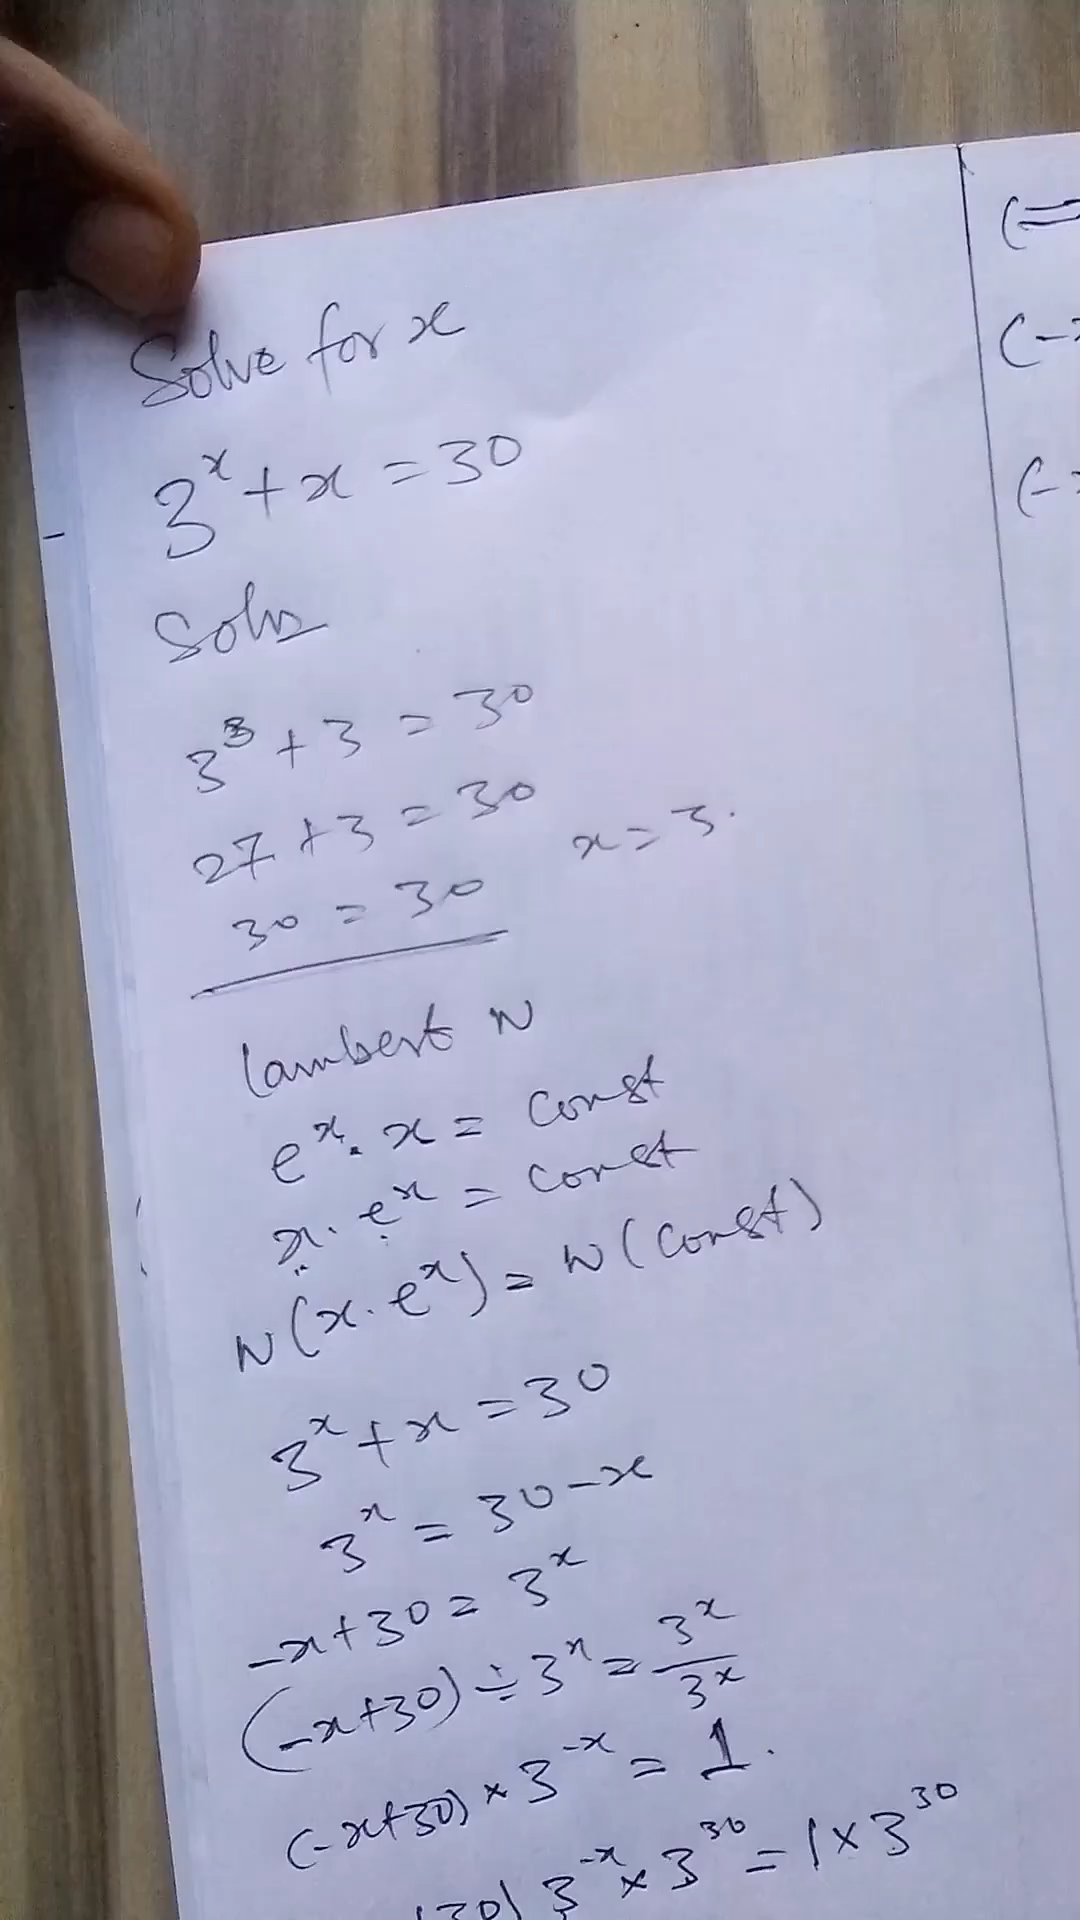 Solve for x
3^x + x = 30
Soln
3^3 + 3 = 30
27 + 3 = 30 x = 3.
30 = 30
Lambert W
e^x . x = const
x . e^x = const
W(x . e^x) = W(const)
3^x + x = 30
3^x = 30 - x
-x + 30 = 3^x
(-x + 30) ÷ 3^x = 3^x / 3^x
(-x + 30) × 3^-x = 1.
30) 3^-x × 3^30 = 1 × 3^30
(=
(-
(-